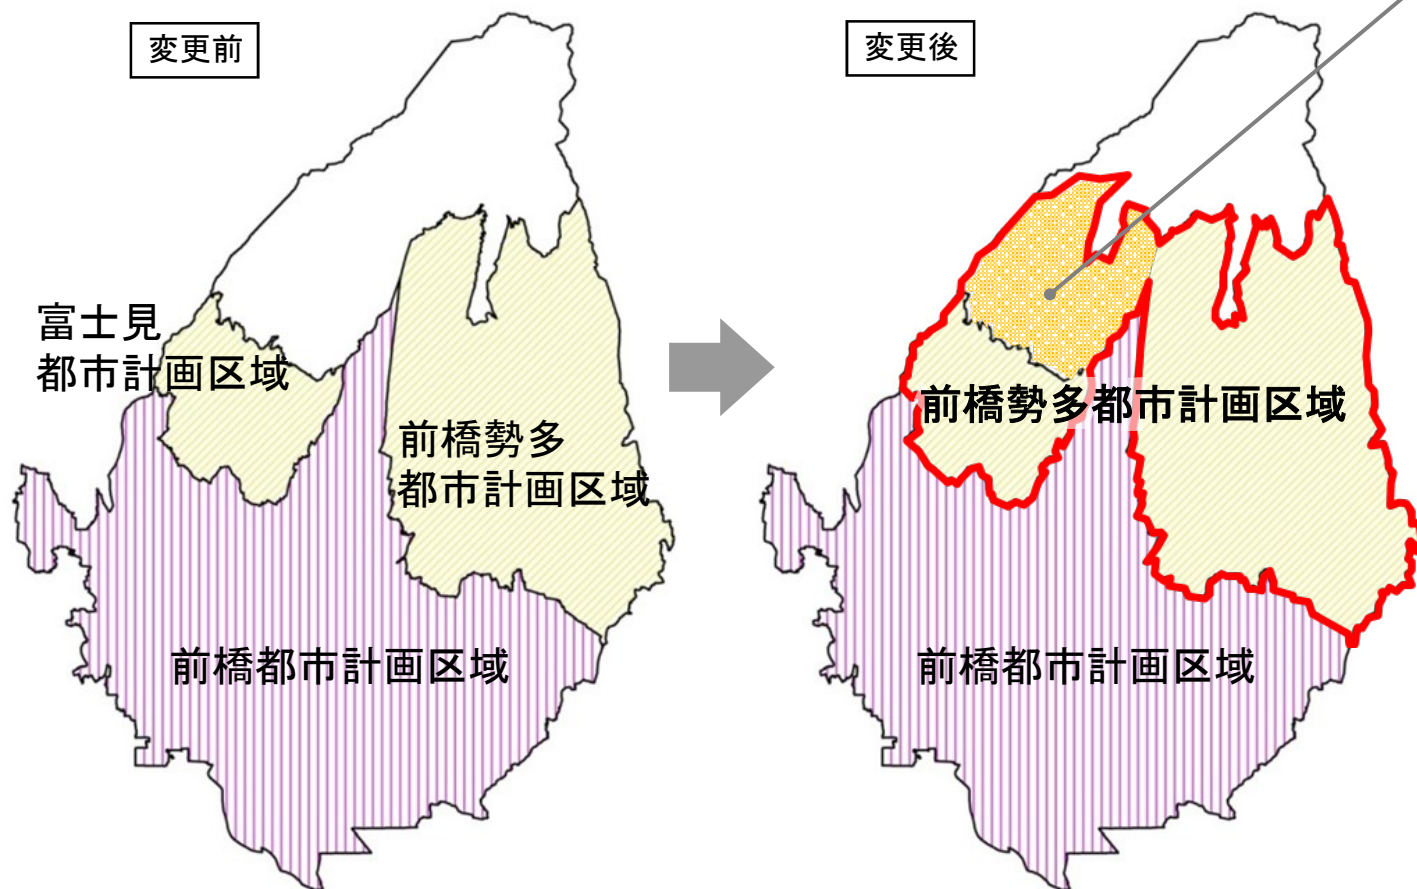 変更前
変更後
富士見
都市計画区域
前橋勢多
都市計画区域
前橋都市計画区域
前橋勢多都市計画区域
前橋都市計画区域